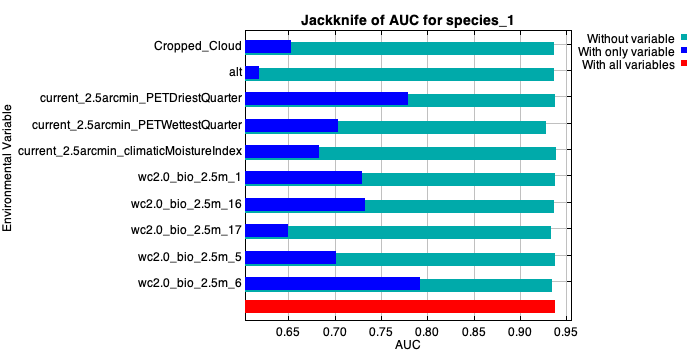 Jackknife of AUC for species_1
Without variable
With only variable
With all variables
Environmental Variable
Cropped_Cloud
alt
current_2.5arcmin_PETDriestQuarter
current_2.5arcmin_PETWettestQuarter
current_2.5arcmin_climaticMoistureIndex
wc2.0_bio_2.5m_1
wc2.0_bio_2.5m_16
wc2.0_bio_2.5m_17
wc2.0_bio_2.5m_5
wc2.0_bio_2.5m_6
0.65 0.70 0.75 0.80 0.85 0.90 0.95
AUC